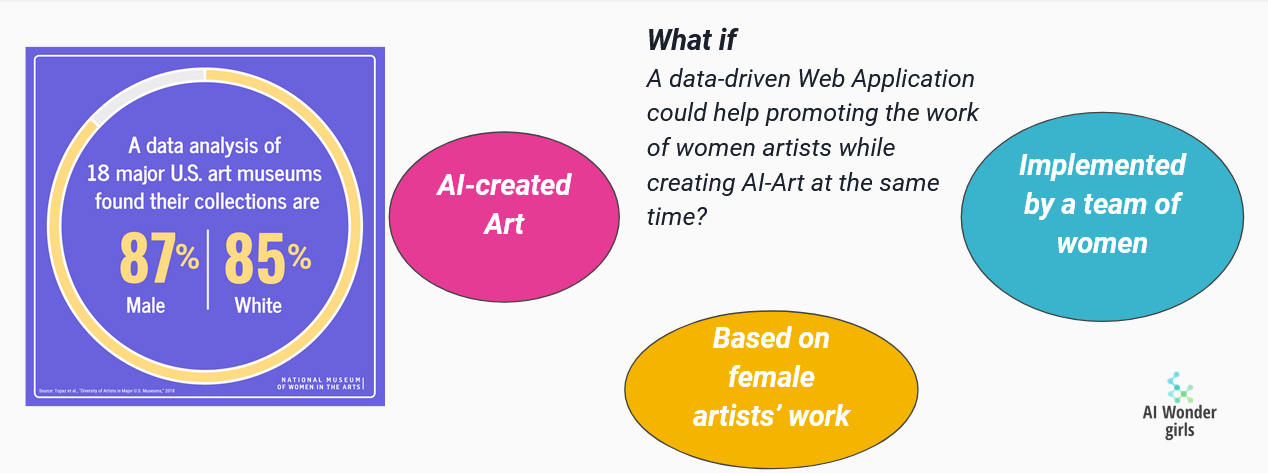 A data analysis of
18 major U.S. art museums
found their collections are
87% 85%
Male White
Source: Topaz et al., "Diversity of Artists in Major U.S. Museums," 2019
NATIONAL MUSEUM
OF WOMEN IN THE ARTS
AI-created
Art
What if
A data-driven Web Application
could help promoting the work
of women artists while
creating AI-Art at the same
time?
Based on
female
artists’ work
Implemented
by a team of
women
AI Wonder
girls